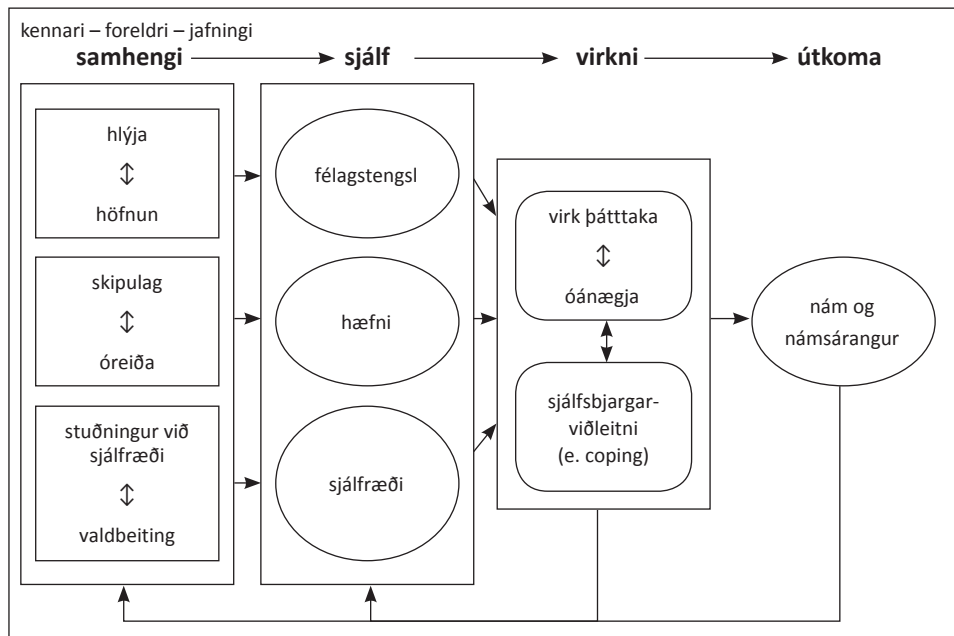 kennari – foreldri – jafningi
samhengi
sjálf
virkni
útkoma
hlýja
höfnun
skipulag
óreiða
stuðningur við
sjálfræði
valdbeiting
félagstengsl
hæfni
sjálfræði
virk þátttaka
óánægja
sjálfsbjargar-
viðleitni
(e. coping)
nám og
námsárangur